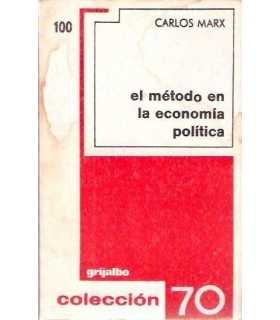 100
CARLOS MARX
el método en
la economía
política
grijalbo
colección 70